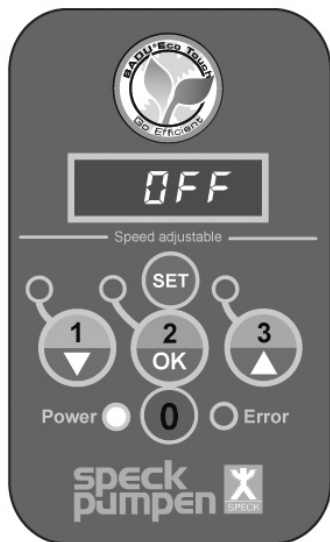 BADU®Eco Touch
Go Efficient
OFF
Speed adjustable
SET
1 2 3
OK
Power 0 Error
speck
pumpen
SPECK